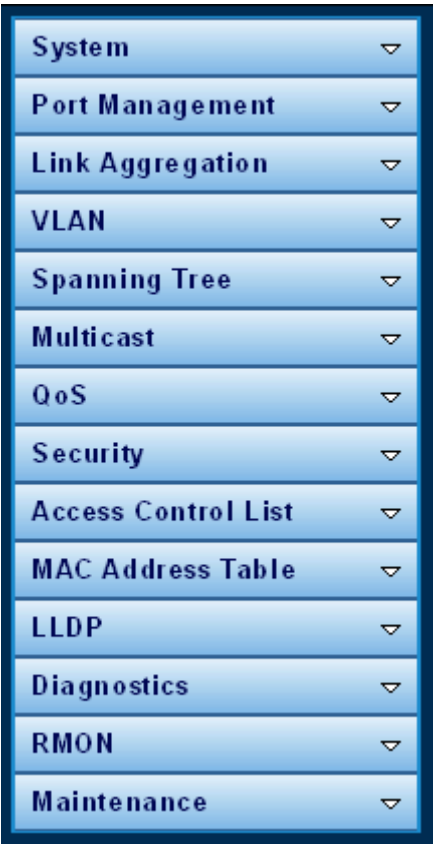 System
Port Management
Link Aggregation
VLAN
Spanning Tree
Multicast
QoS
Security
Access Control List
MAC Address Table
LLDP
Diagnostics
RMON
Maintenance